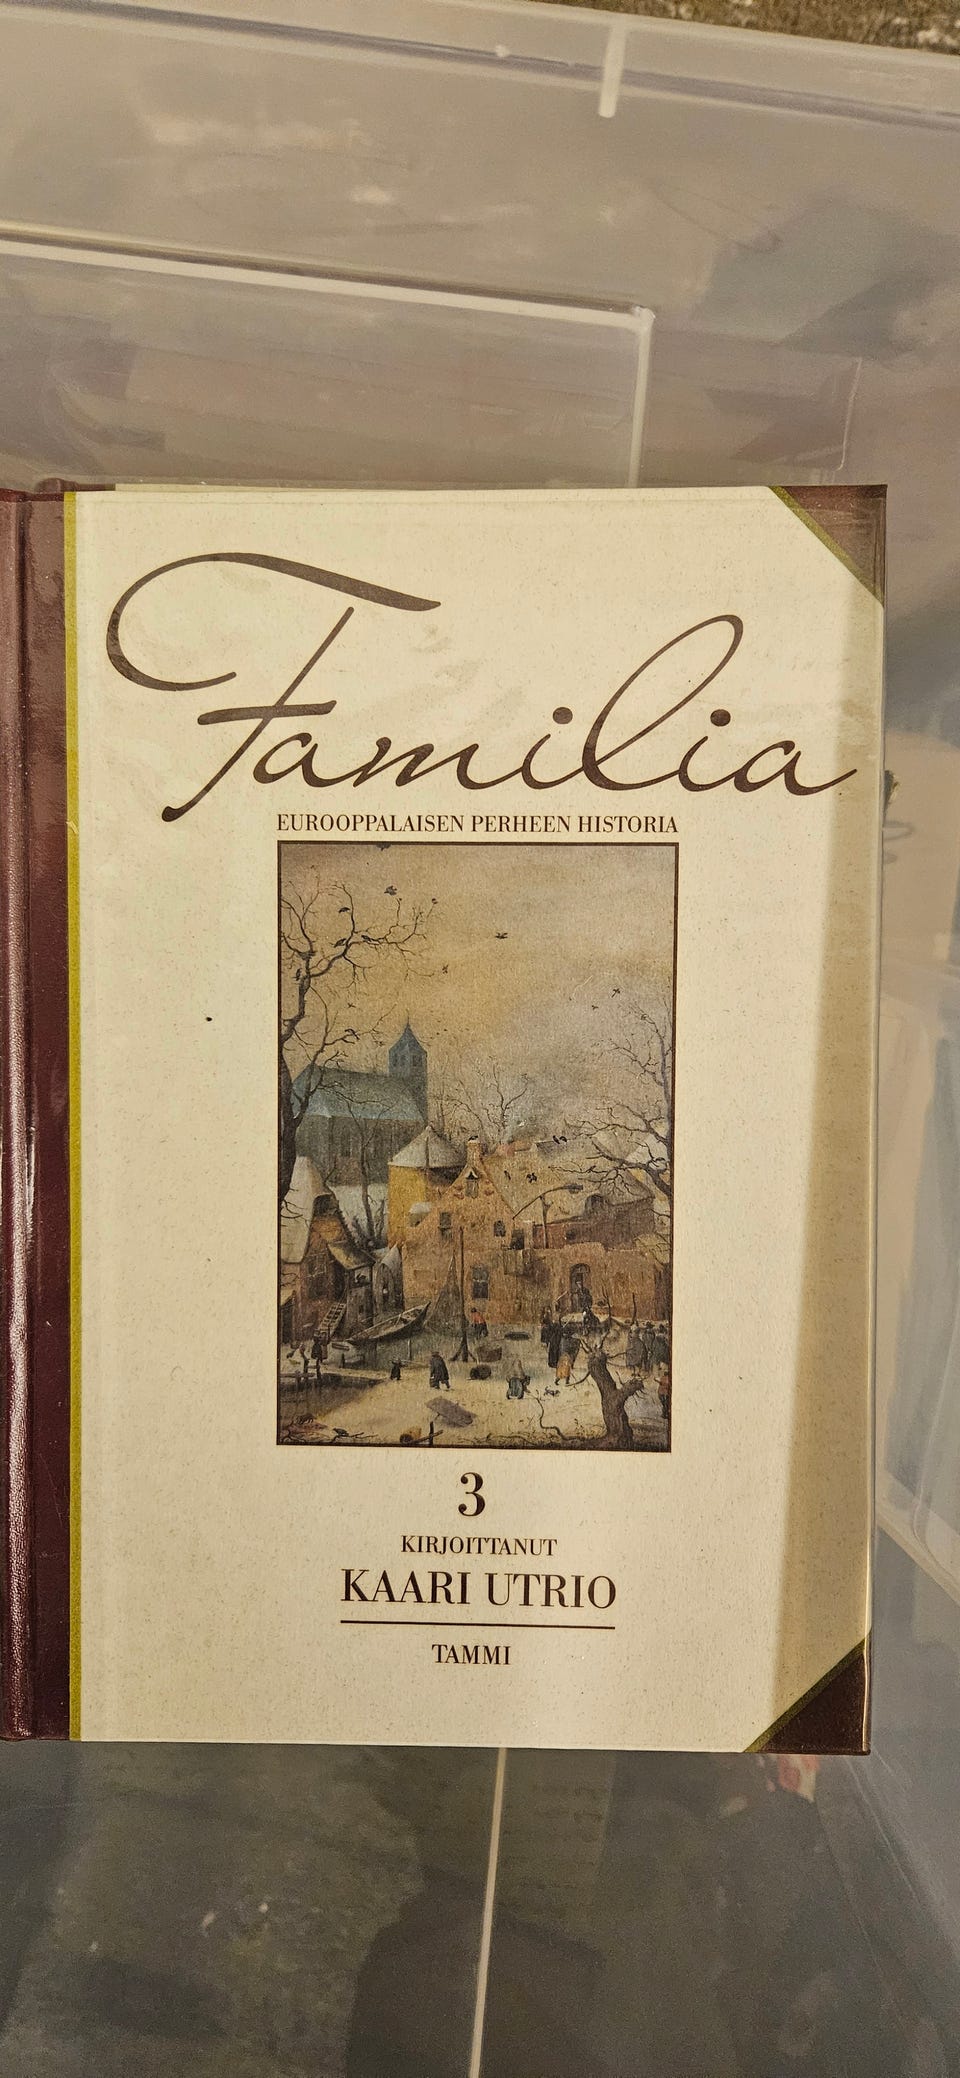 Familia
EUROOPPALAISEN PERHEEN HISTORIA
3
KIRJOITTANUT
KAARI UTRIO
TAMMI